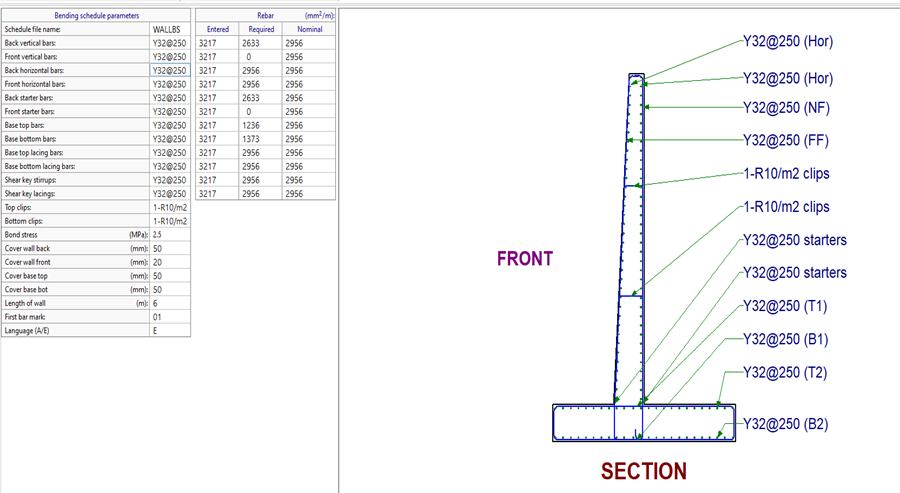 Bending schedule parameters
Rebar (mm²/m):
Schedule file name: WALLBS
Entered Required Nominal
Back vertical bars: Y32@250 3217 2633 2956
Front vertical bars: Y32@250 3217 0 2956
Back horizontal bars: Y32@250 3217 2956 2956
Front horizontal bars: Y32@250 3217 2956 2956
Back starter bars: Y32@250 3217 2633 2956
Front starter bars: Y32@250 3217 0 2956
Base top bars: Y32@250 3217 1236 2956
Base bottom bars: Y32@250 3217 1373 2956
Base top lacing bars: Y32@250 3217 2956 2956
Base bottom lacing bars: Y32@250 3217 2956 2956
Shear key stirrups: Y32@250 3217 2956 2956
Shear key lacings: Y32@250 3217 2956 2956
Top clips: 1-R10/m2
Bottom clips: 1-R10/m2
Bond stress (MPa): 2.5
Cover wall back (mm): 50
Cover wall front (mm): 20
Cover base top (mm): 50
Cover base bot (mm): 50
Length of wall (m): 6
First bar mark: 01
Language (A/E) E
Y32@250 (Hor)
Y32@250 (Hor)
Y32@250 (NF)
Y32@250 (FF)
1-R10/m2 clips
1-R10/m2 clips
Y32@250 starters
FRONT
Y32@250 starters
Y32@250 (T1)
Y32@250 (B1)
Y32@250 (T2)
Y32@250 (B2)
SECTION